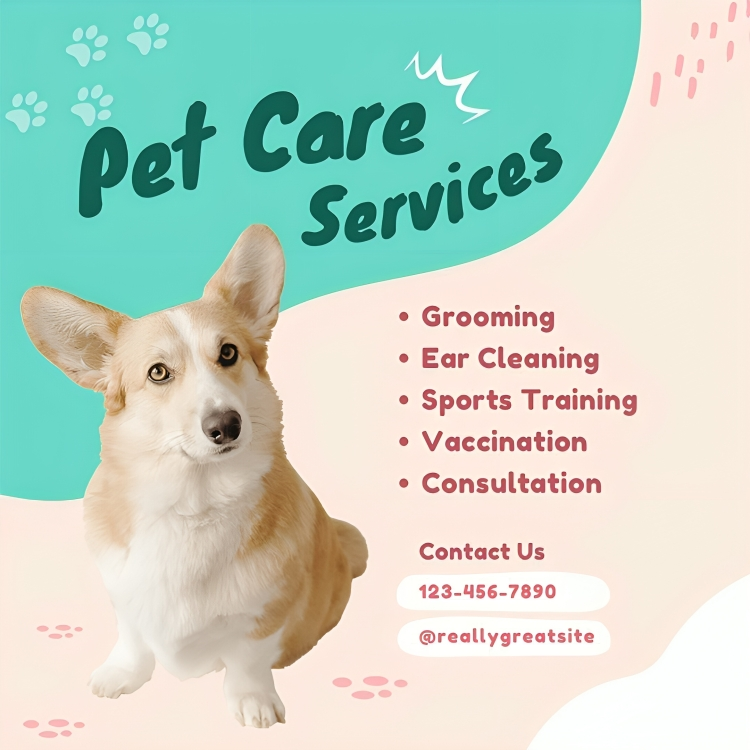 Pet Care
Services
• Grooming
• Ear Cleaning
• Sports Training
• Vaccination
• Consultation
Contact Us
123-456-7890
@reallygreatsite